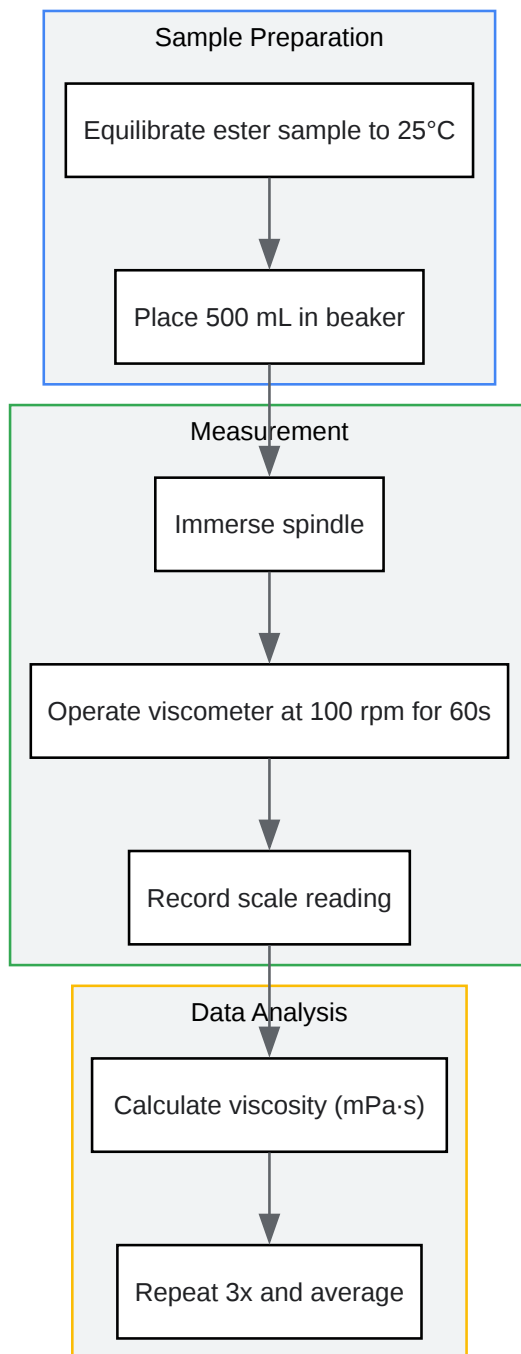 Sample Preparation
Equilibrate ester sample to 25°C
Place 500 mL in beaker
Measurement
Immerse spindle
Operate viscometer at 100 rpm for 60s
Record scale reading
Data Analysis
Calculate viscosity (mPa·s)
Repeat 3x and average